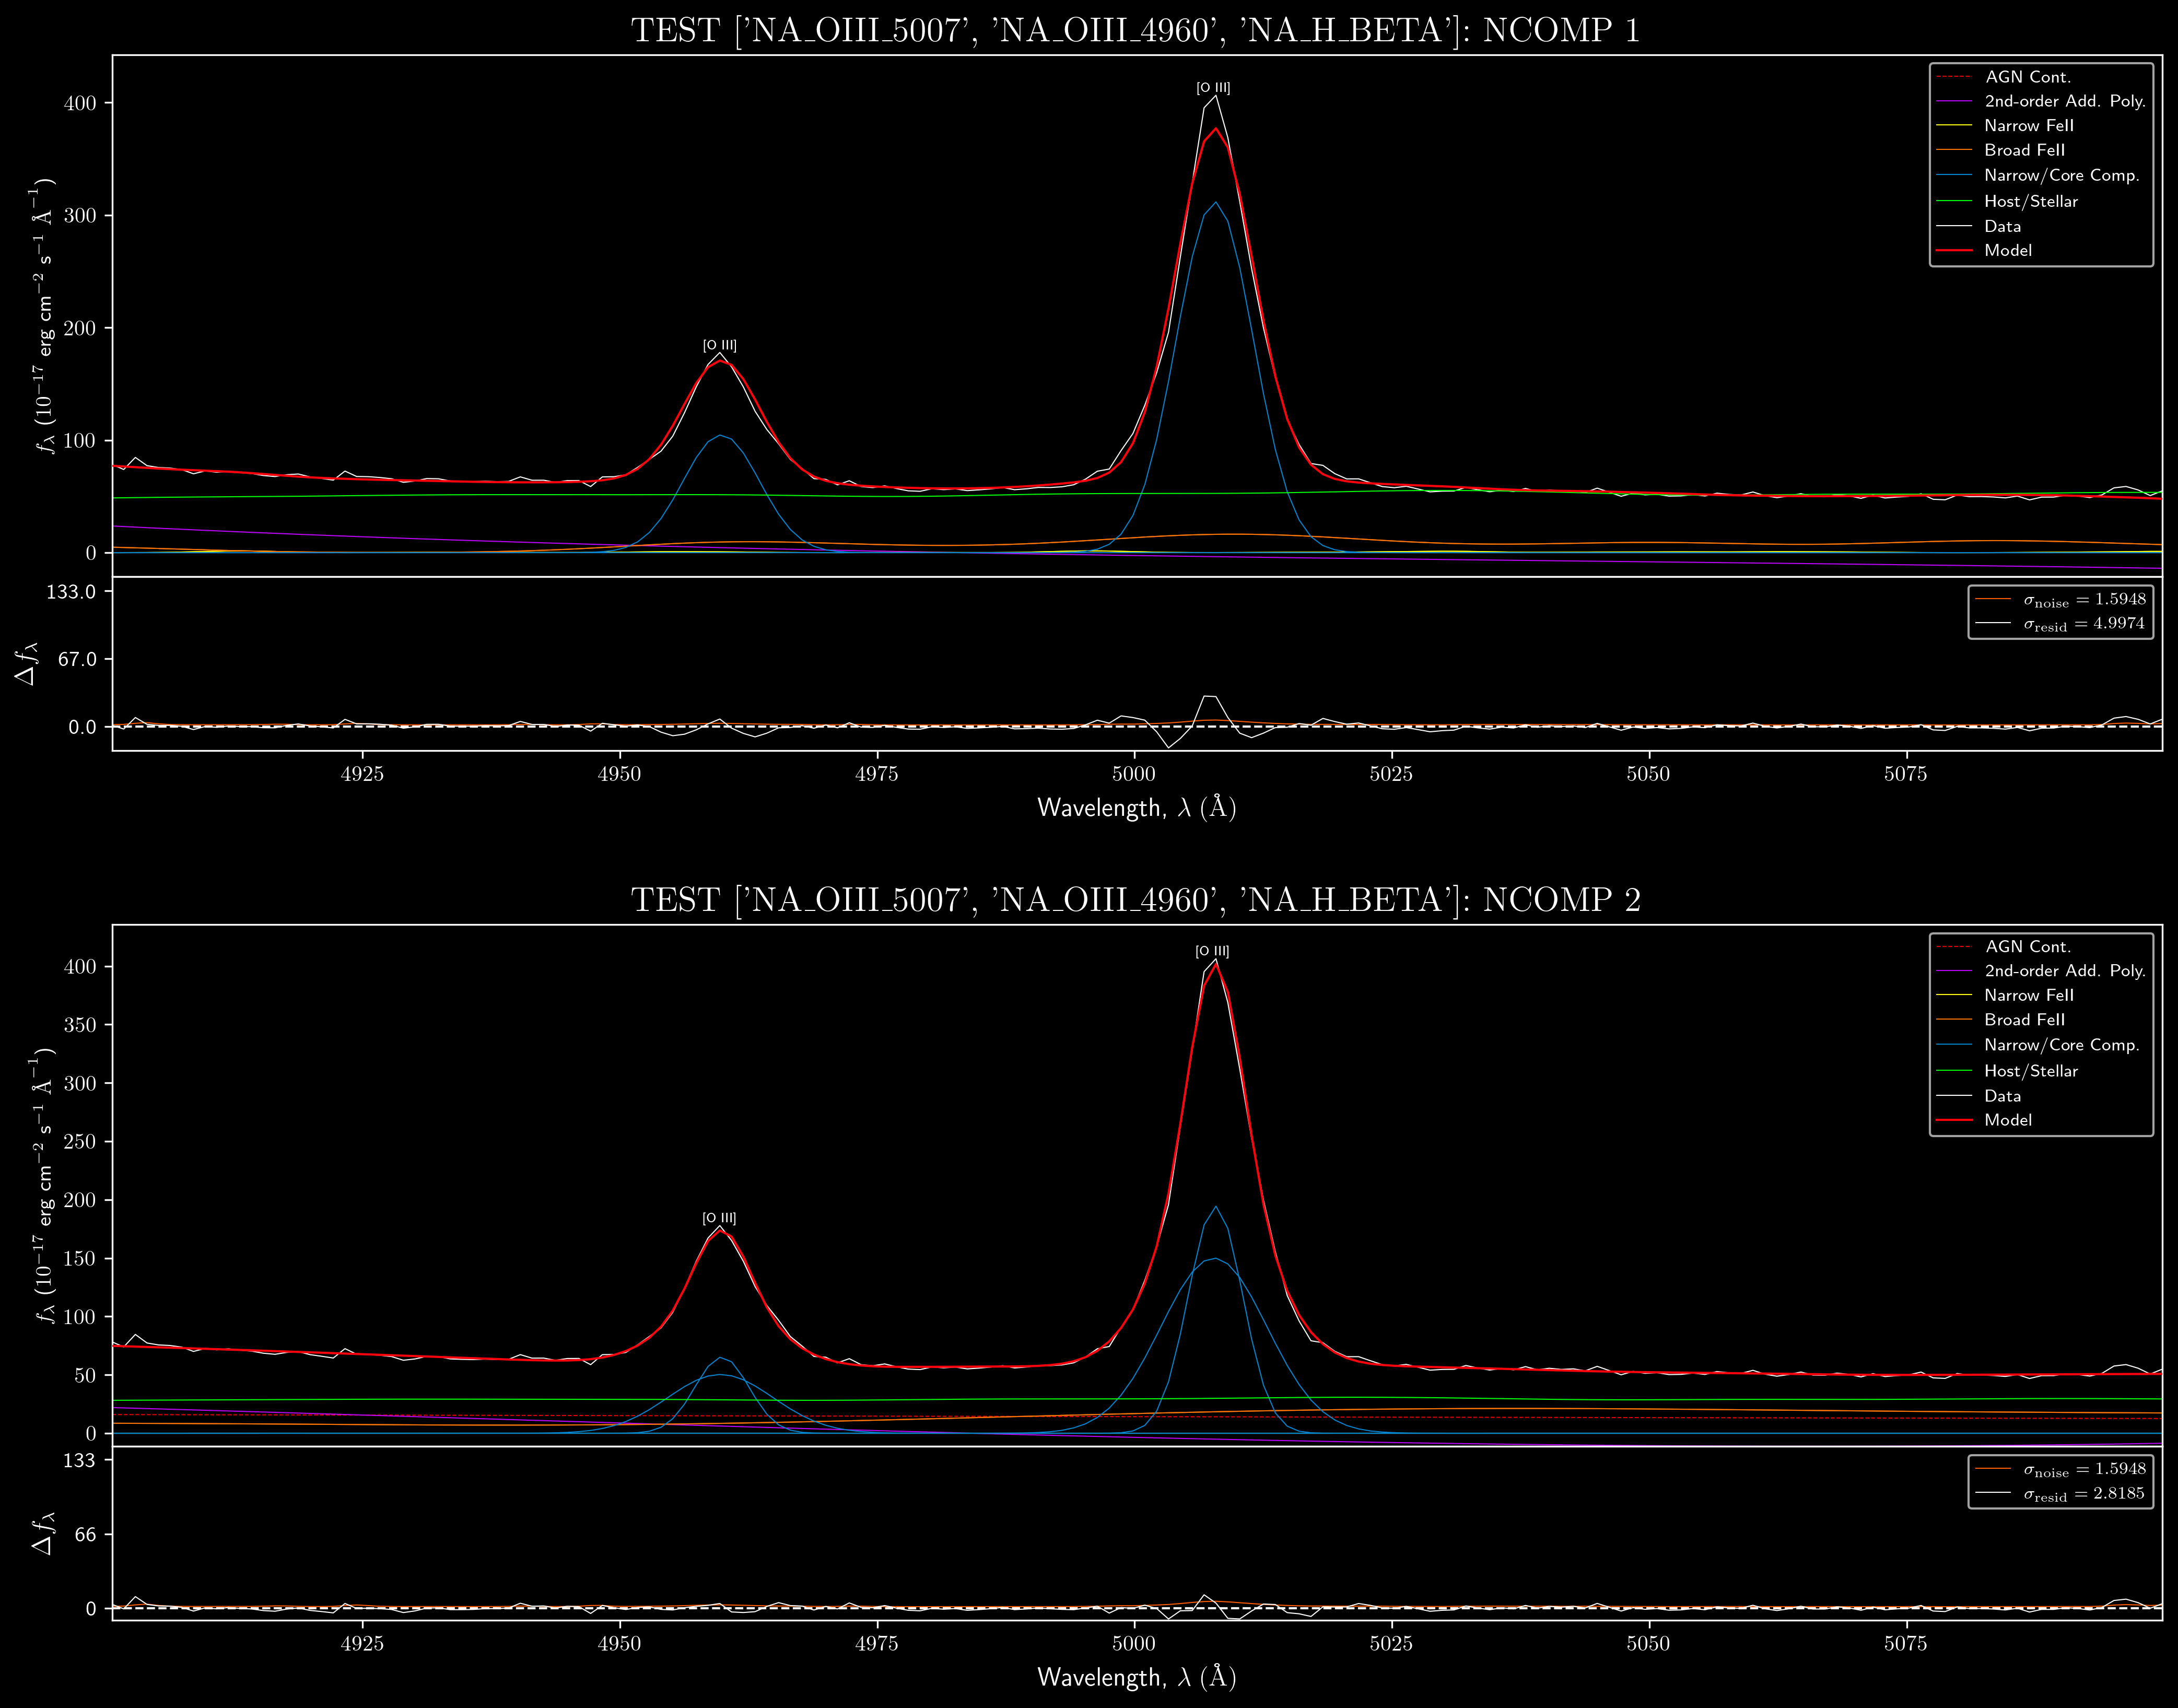 TEST ['NA_OIII_5007', 'NA_OIII_4960', 'NA_H_BETA']: NCOMP 1
[O III]
[O III]
AGN Cont.
2nd-order Add. Poly.
Narrow FeII
Broad FeII
Narrow/Core Comp.
Host/Stellar
Data
Model
400
300
200
100
0
f_λ (10^−17 erg cm^−2 s^−1 Å^−1)
133.0
67.0
0.0
Δf_λ
σ_noise = 1.5948
σ_resid = 4.9974
4925 4950 4975 5000 5025 5050 5075
Wavelength, λ (Å)
TEST ['NA_OIII_5007', 'NA_OIII_4960', 'NA_H_BETA']: NCOMP 2
[O III]
[O III]
AGN Cont.
2nd-order Add. Poly.
Narrow FeII
Broad FeII
Narrow/Core Comp.
Host/Stellar
Data
Model
400
350
300
250
200
150
100
50
0
f_λ (10^−17 erg cm^−2 s^−1 Å^−1)
133
66
0
Δf_λ
σ_noise = 1.5948
σ_resid = 2.8185
4925 4950 4975 5000 5025 5050 5075
Wavelength, λ (Å)